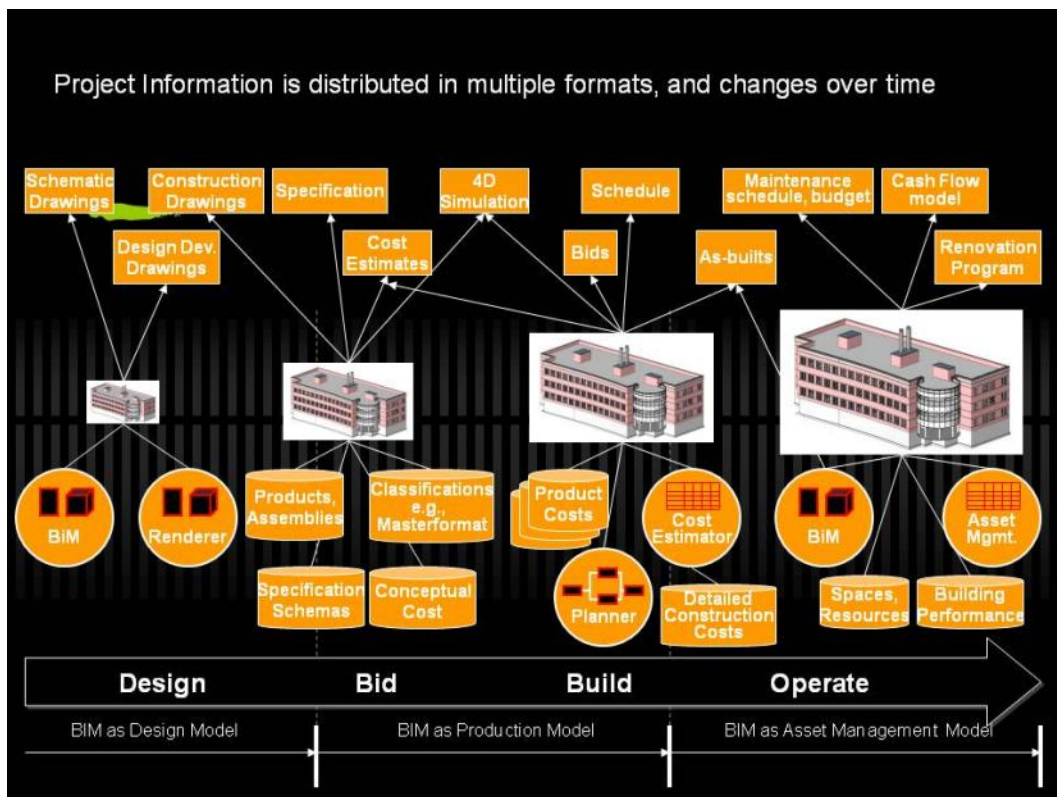 Project Information is distributed in multiple formats, and changes over time
Schematic
Drawings
Construction
Drawings
Specification
4D
Simulation
Schedule
Maintenance
schedule, budget
Cash Flow
model
Design Dev.
Drawings
Cost
Estimates
Bids
As-builts
Renovation
Program
BiM
Renderer
Products,
Assemblies
Classifications
e.g.,
Masterformat
Product
Costs
Cost
Estimator
BiM
Asset
Mgmt.
Specification
Schemas
Conceptual
Cost
Planner
Detailed
Construction
Costs
Spaces,
Resources
Building
Performance
Design
Bid
Build
Operate
BIM as Design Model
BIM as Production Model
BIM as Asset Management Model